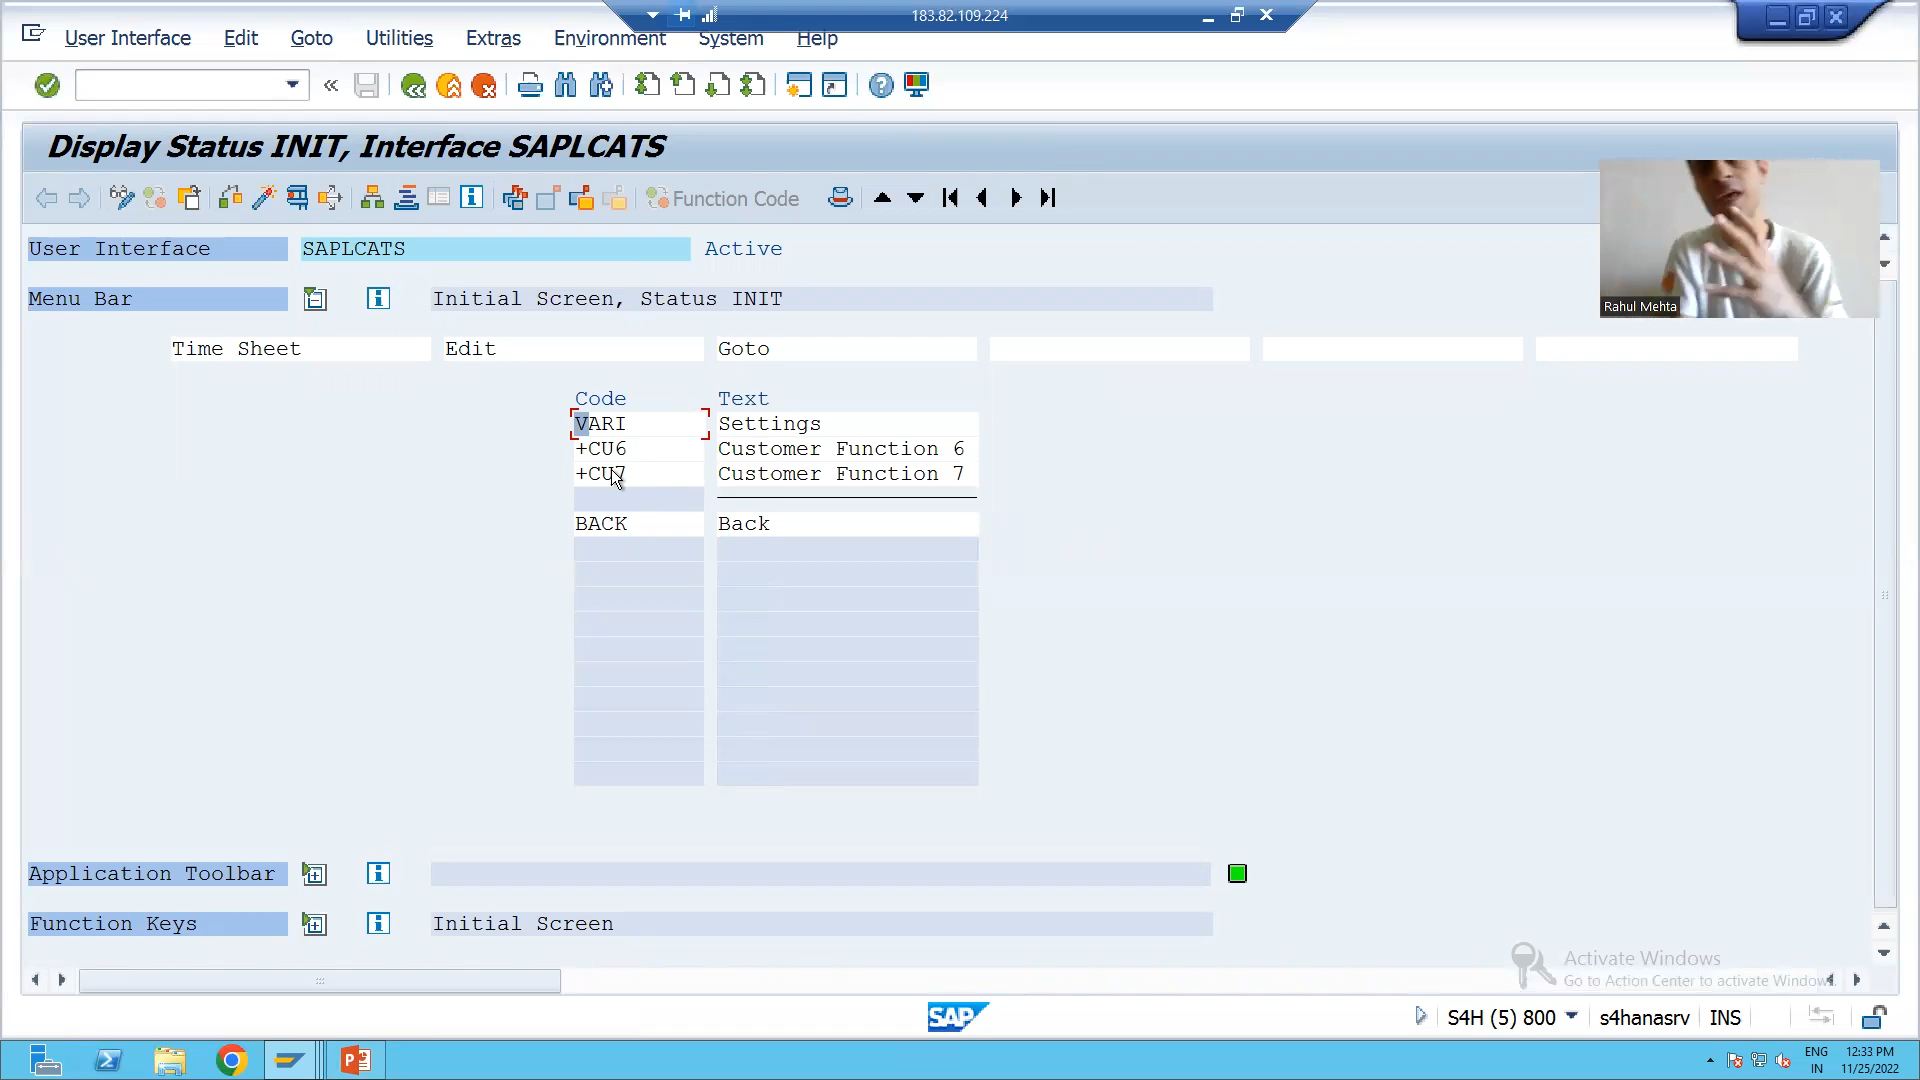 183.82.109.224
User Interface Edit Goto Utilities Extras Environment System Help
Display Status INIT, Interface SAPLCATS
Function Code
User Interface SAPLCATS Active
Menu Bar Initial Screen, Status INIT
Rahul Mehta
Time Sheet Edit Goto
Code Text
VARI Settings
+CU6 Customer Function 6
+CU7 Customer Function 7
BACK Back
Application Toolbar
Function Keys Initial Screen
Activate Windows
Go to Action Center to activate Windows.
SAP S4H (5) 800 s4hanasrv INS
ENG 12:33 PM
IN 11/25/2022